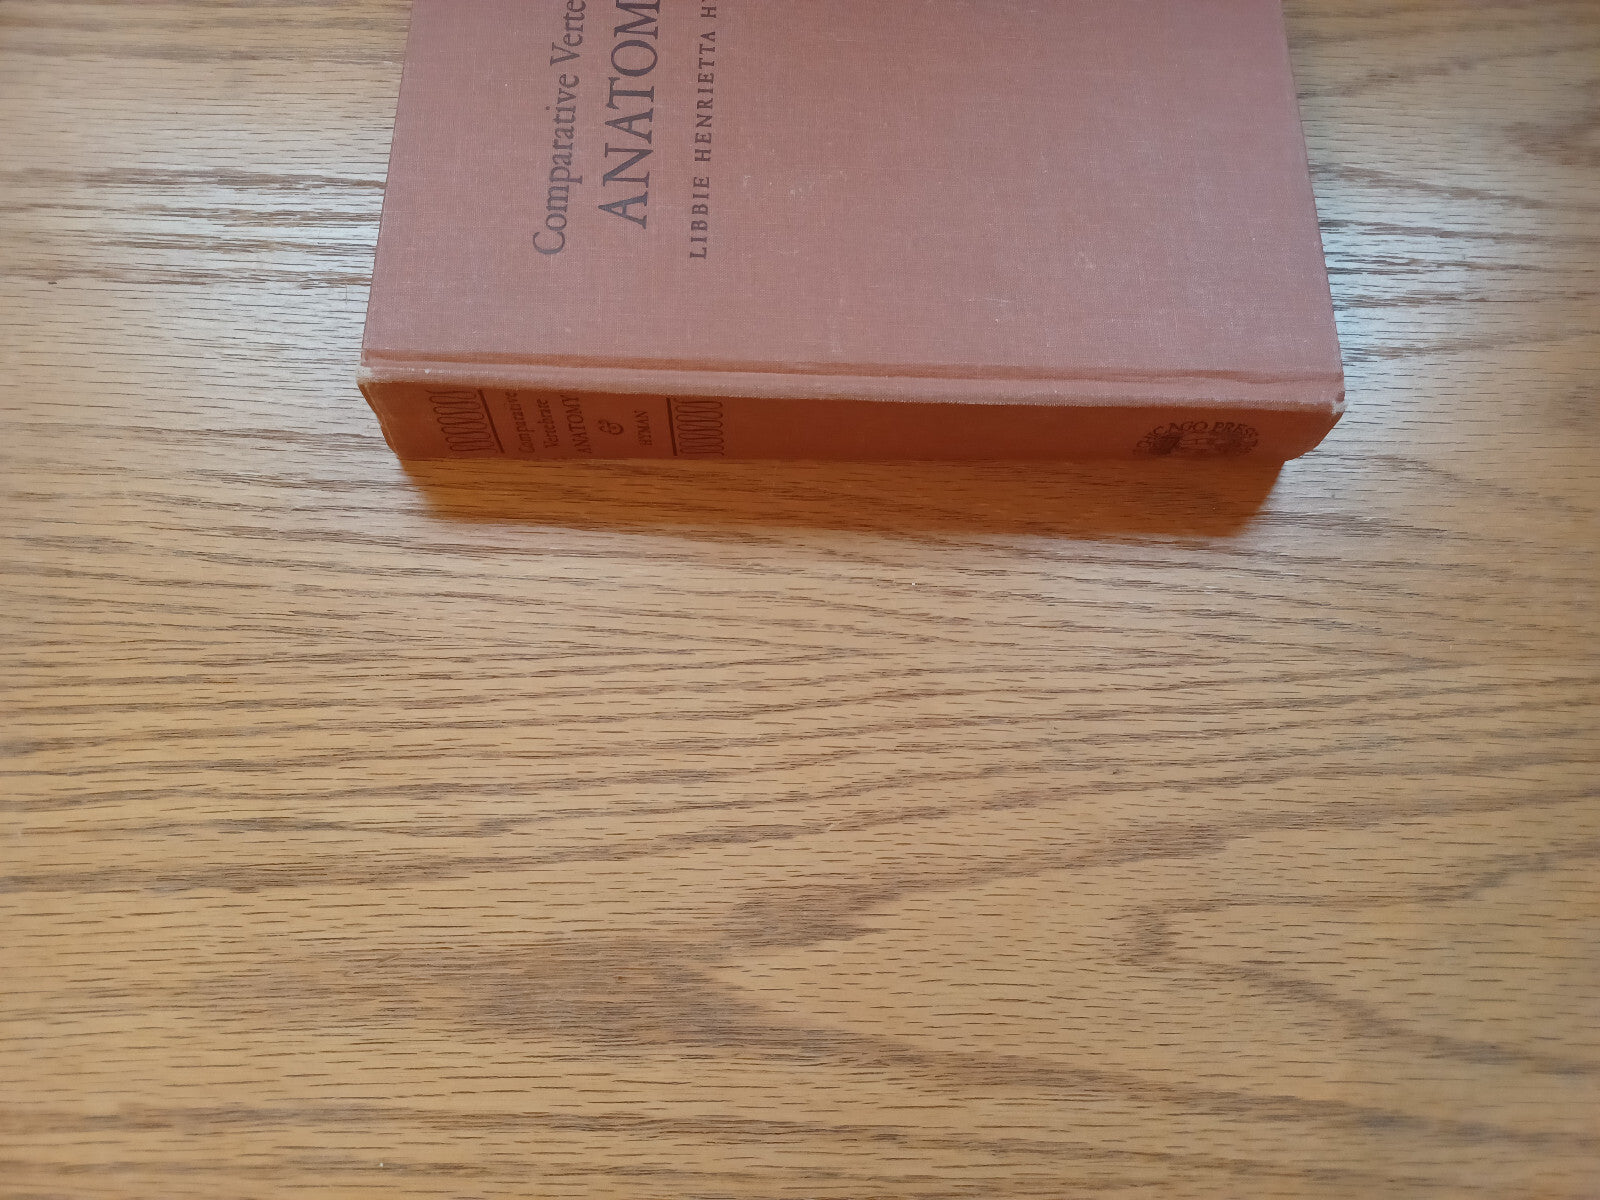 Comparative Verte
ANATOM
LIBBIE HENRIETTA H
Comparative
Vertebrate
ANATOMY
&
HYMAN
CHICAGO PRESS